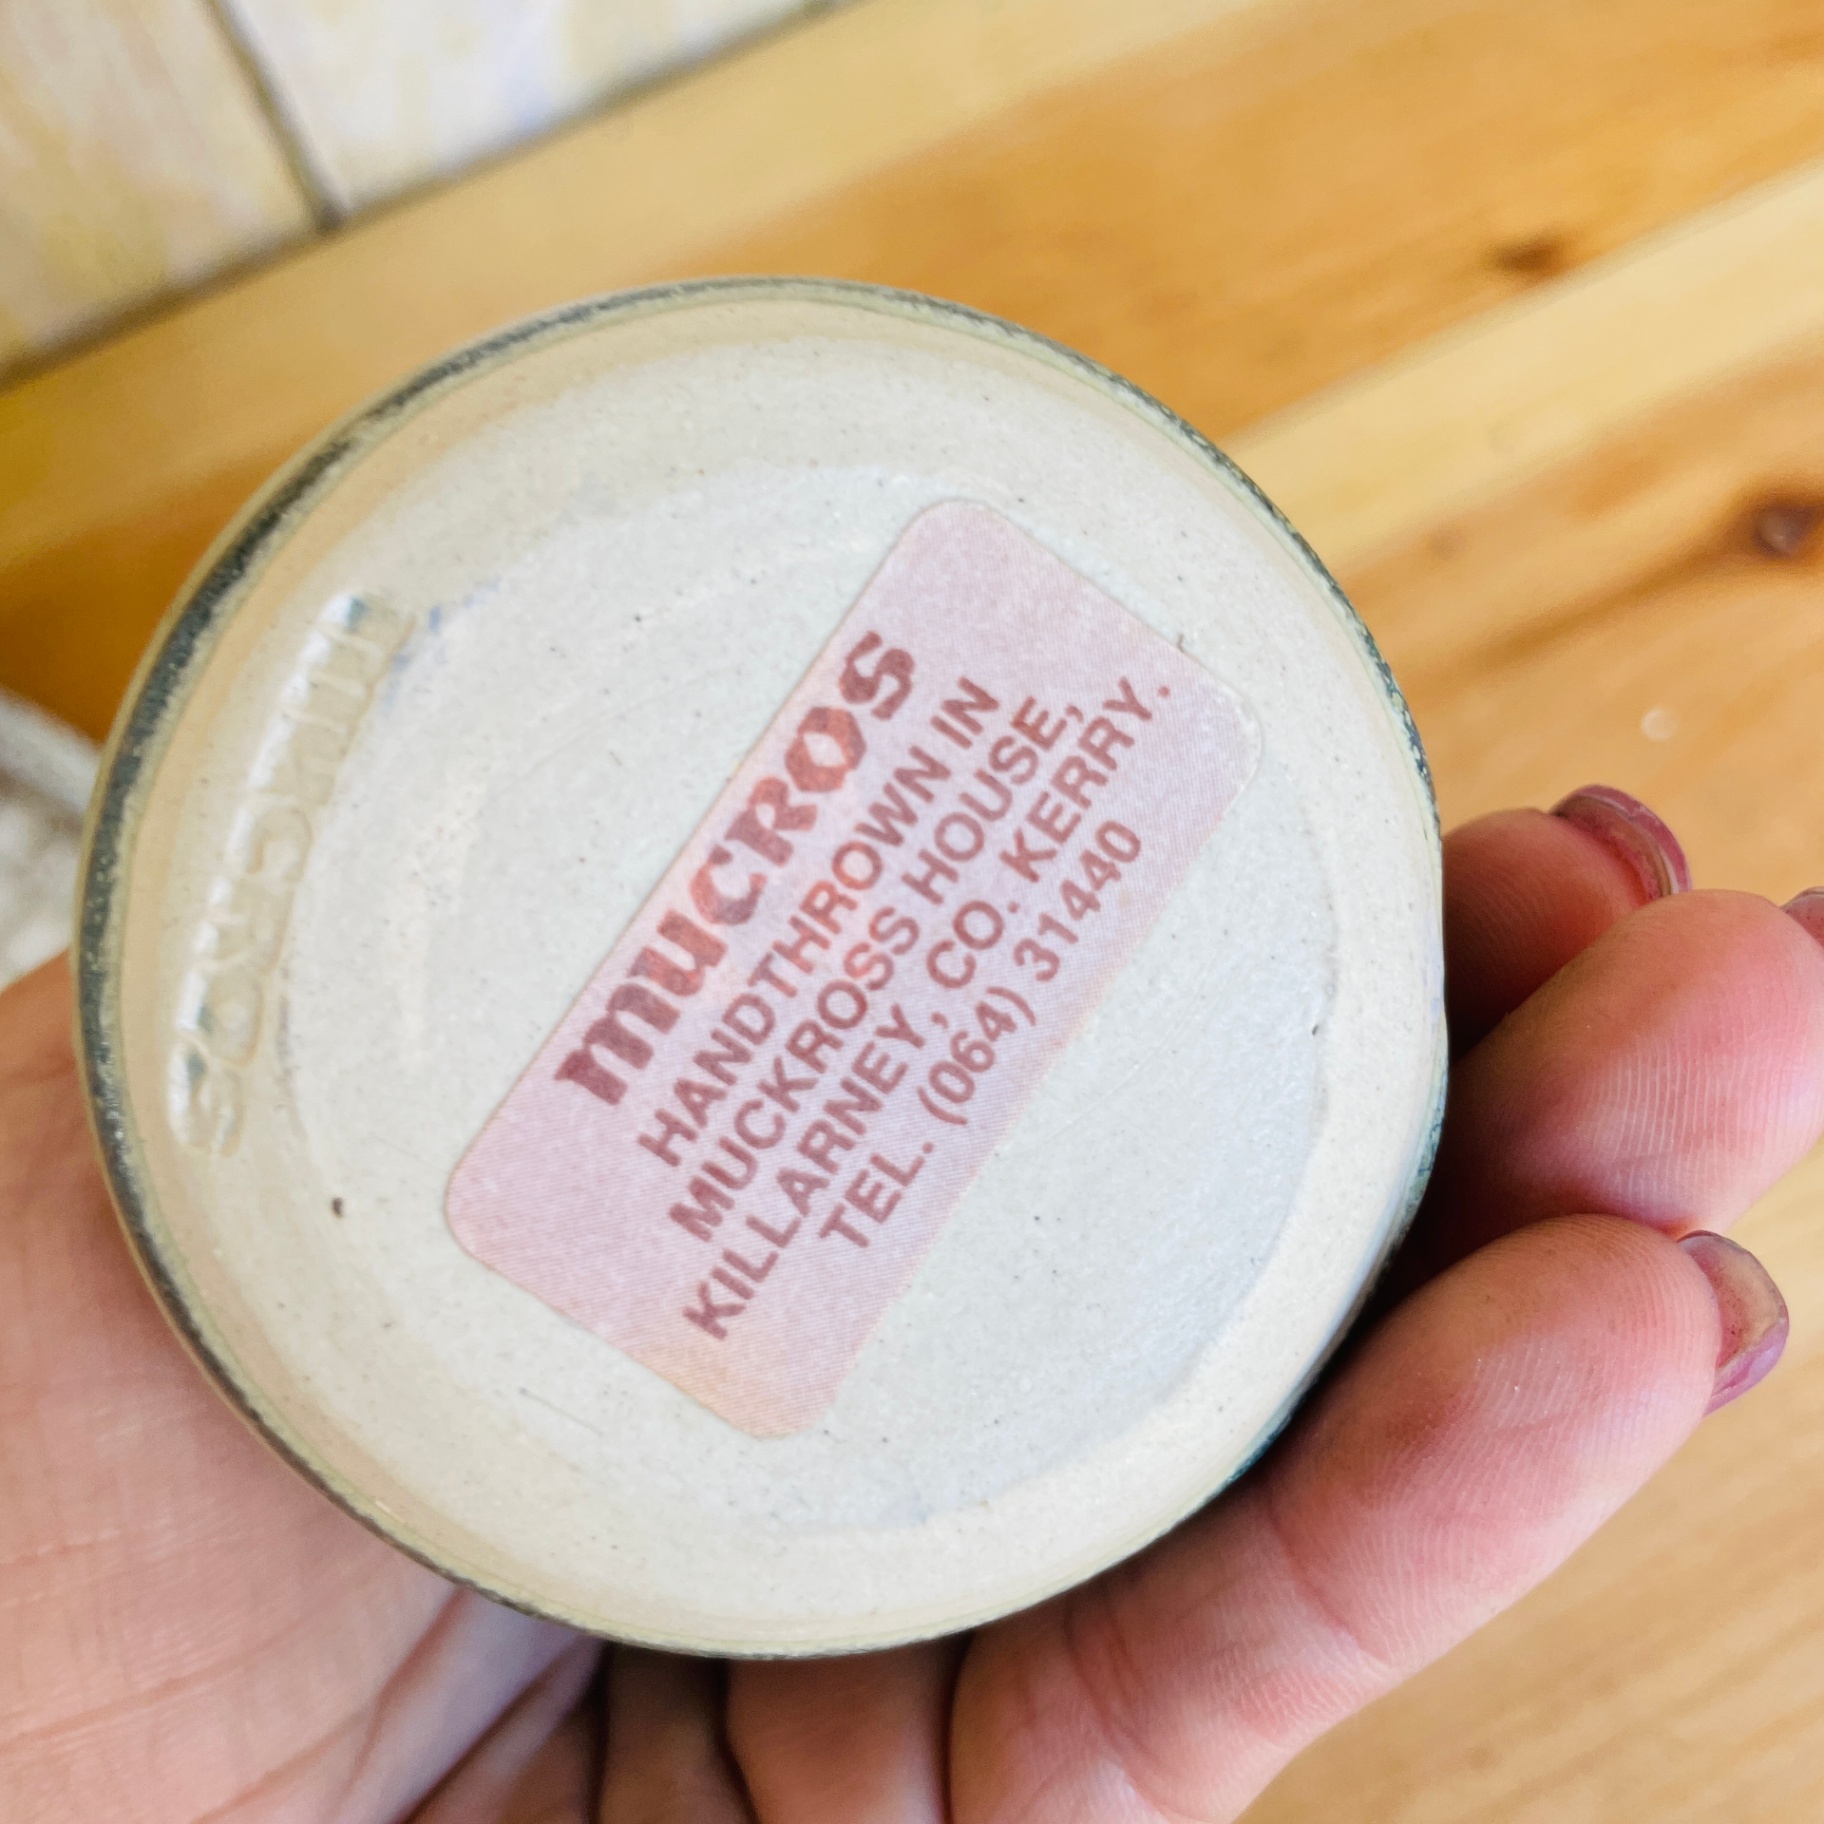 mucros
HANDTHROWN IN
MUCKROSS HOUSE,
KILLARNEY, CO. KERRY.
TEL. (064) 31440